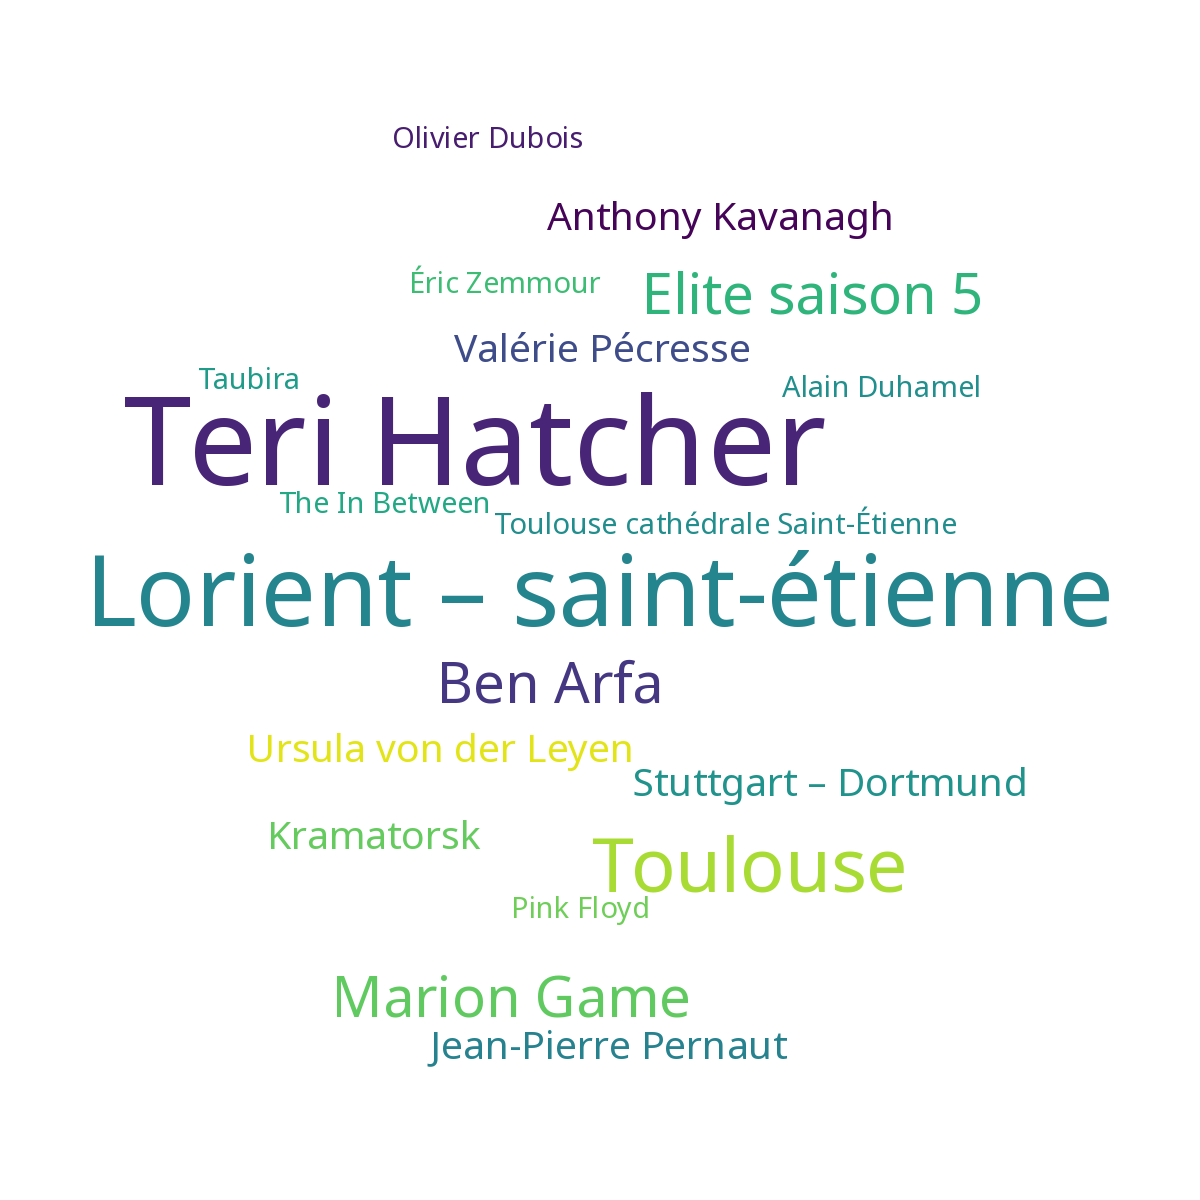 Olivier Dubois
Anthony Kavanagh
Éric Zemmour
Elite saison 5
Valérie Pécresse
Taubira
Alain Duhamel
Teri Hatcher
The In Between
Toulouse cathédrale Saint-Étienne
Lorient – saint-étienne
Ben Arfa
Ursula von der Leyen
Stuttgart – Dortmund
Kramatorsk
Toulouse
Pink Floyd
Marion Game
Jean-Pierre Pernaut